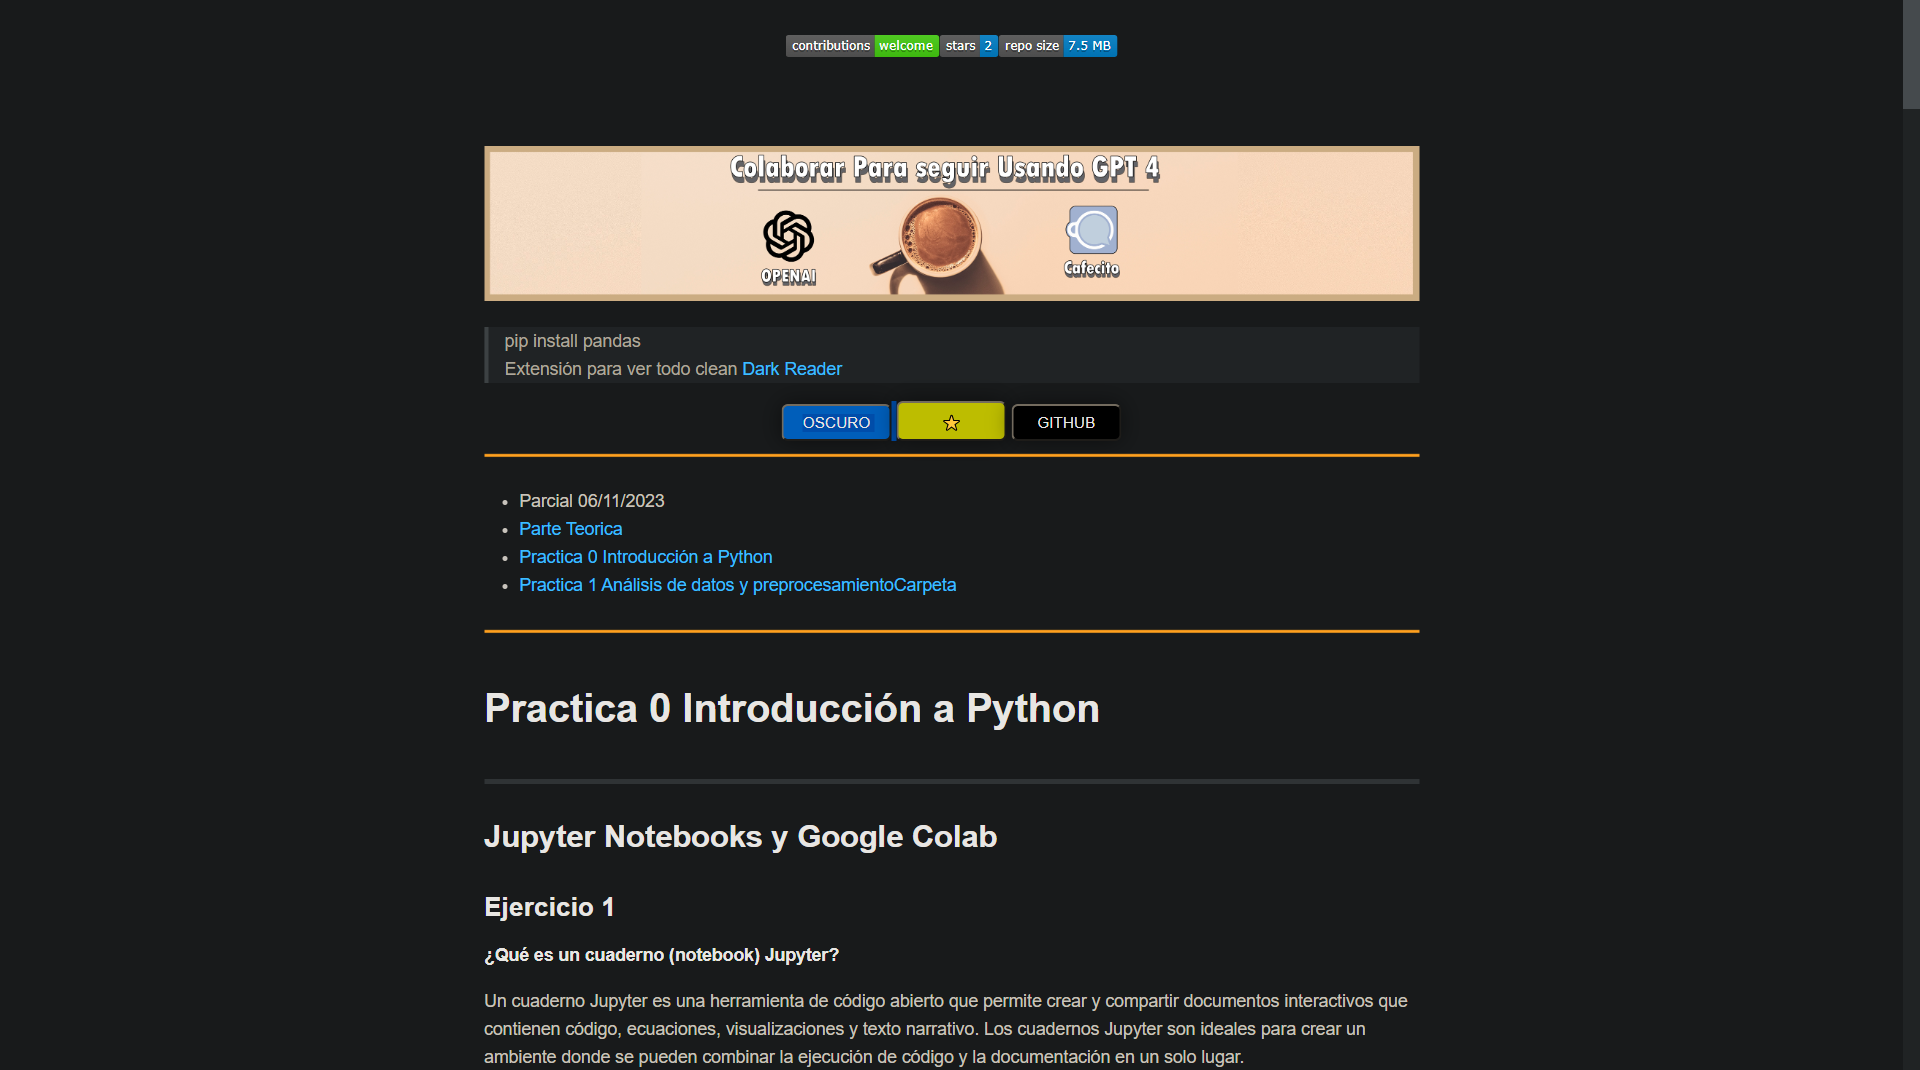 contributions welcome stars 2 repo size 7.5 MB
Colaborar Para seguir Usando GPT 4
OPENAI
Cafecito
pip install pandas
Extensión para ver todo clean Dark Reader
OSCURO
GITHUB
Parcial 06/11/2023
Parte Teorica
Practica 0 Introducción a Python
Practica 1 Análisis de datos y preprocesamientoCarpeta
Practica 0 Introducción a Python
Jupyter Notebooks y Google Colab
Ejercicio 1
¿Qué es un cuaderno (notebook) Jupyter?
Un cuaderno Jupyter es una herramienta de código abierto que permite crear y compartir documentos interactivos que
contienen código, ecuaciones, visualizaciones y texto narrativo. Los cuadernos Jupyter son ideales para crear un
ambiente donde se pueden combinar la ejecución de código y la documentación en un solo lugar.